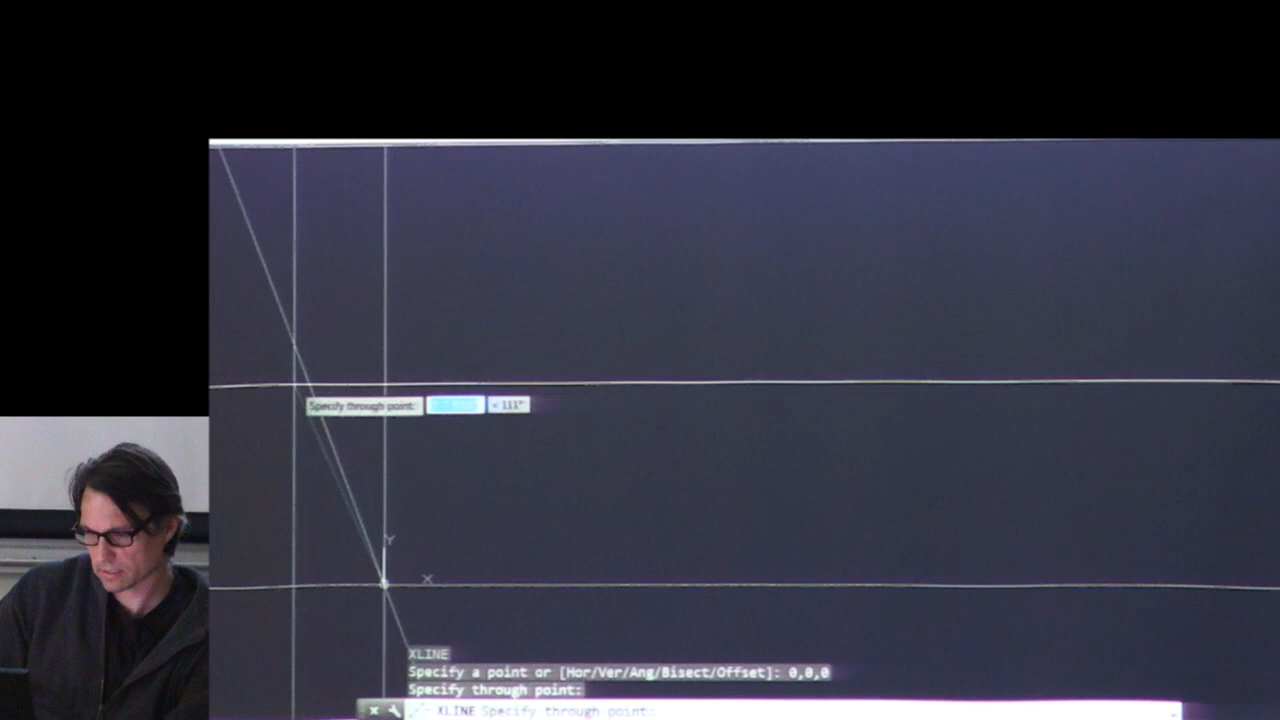 Specify through point: < 111°
Y
X
XLINE
Specify a point or [Hor/Ver/Ang/Bisect/Offset]: 0,0,0
Specify through point:
XLINE Specify through point: